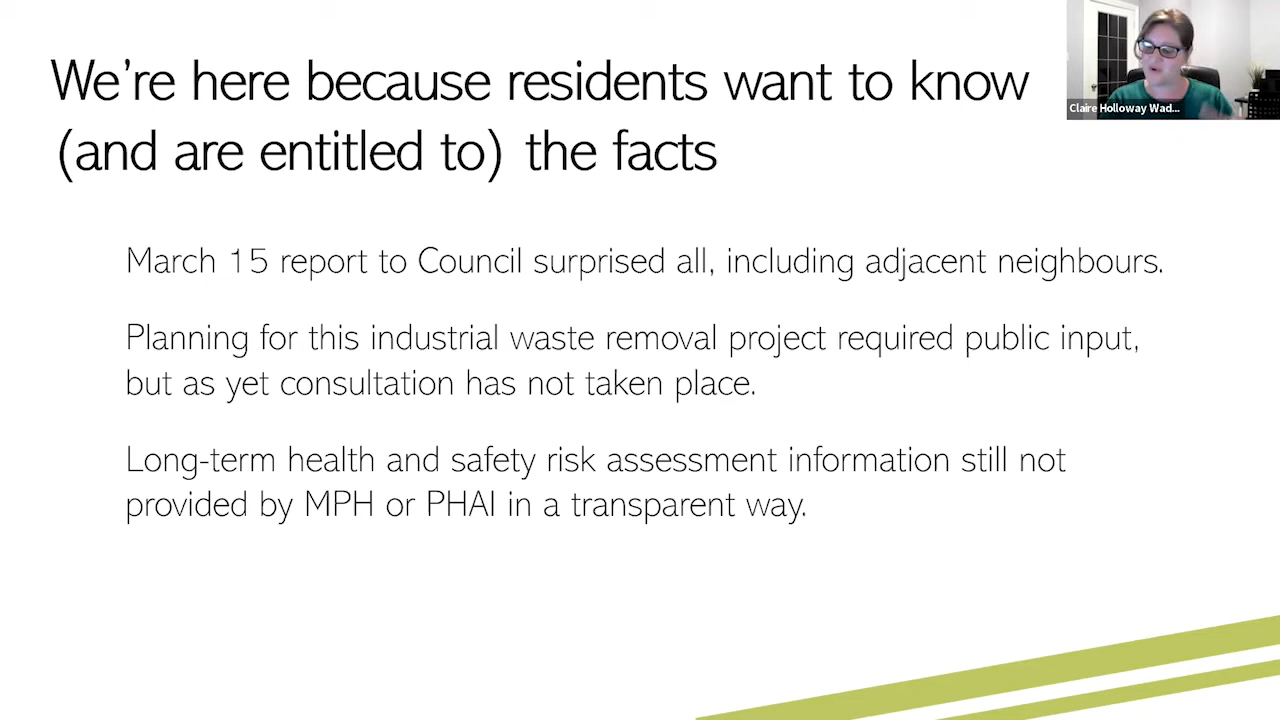 We're here because residents want to know
(and are entitled to) the facts
Claire Holloway Wad...
March 15 report to Council surprised all, including adjacent neighbours.
Planning for this industrial waste removal project required public input,
but as yet consultation has not taken place.
Long-term health and safety risk assessment information still not
provided by MPH or PHAI in a transparent way.